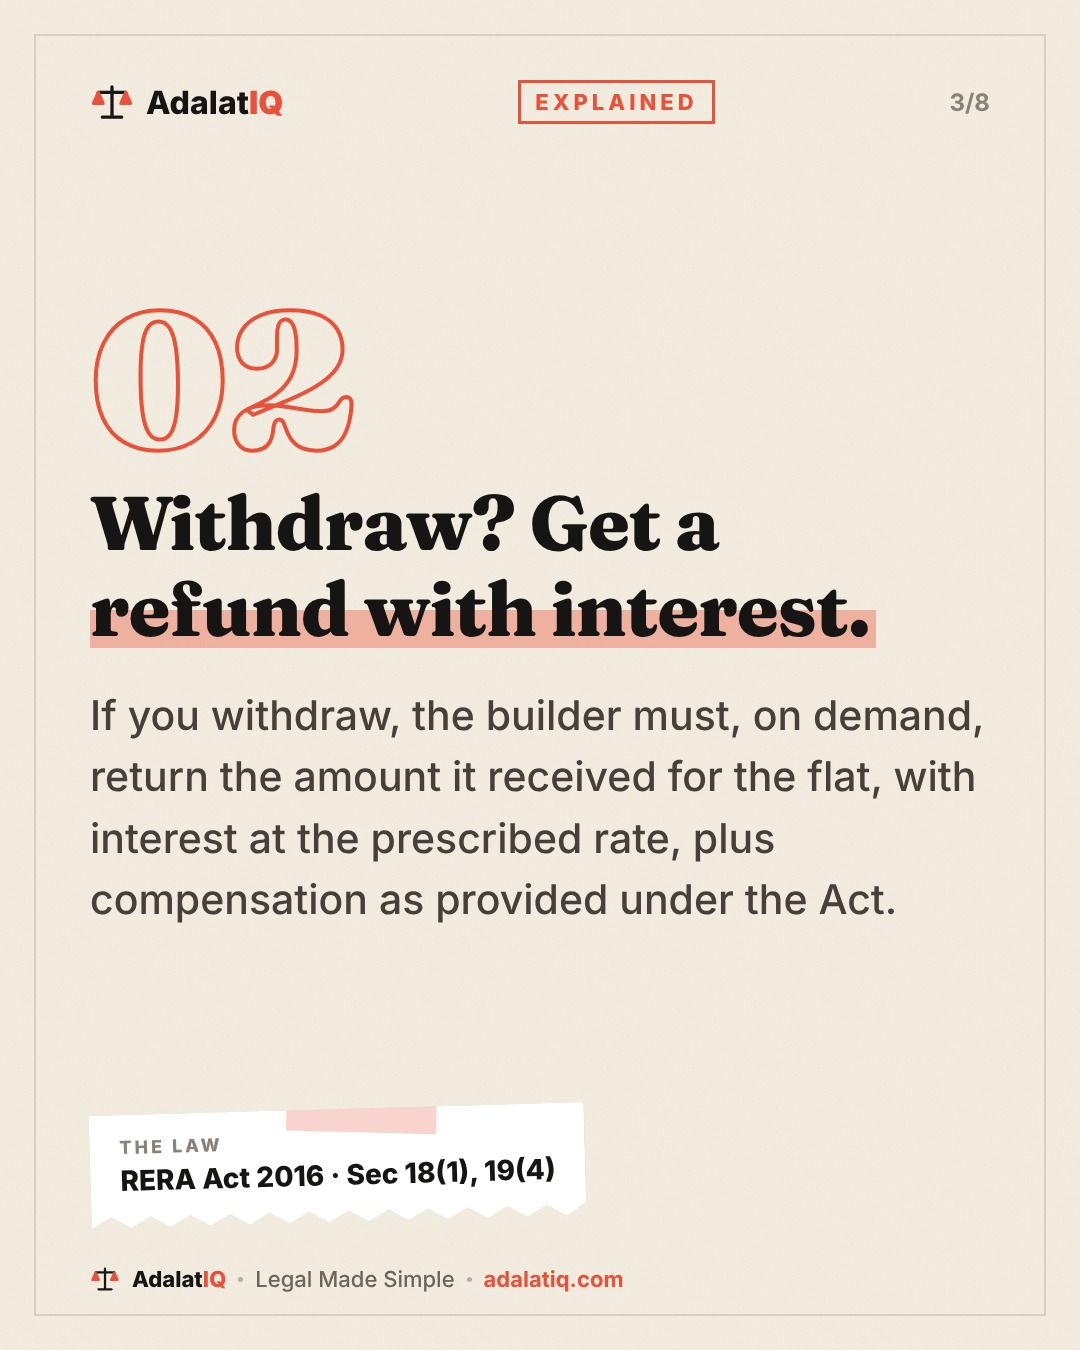 AdalatIQ
EXPLAINED
3/8
02
Withdraw? Get a
refund with interest.
If you withdraw, the builder must, on demand,
return the amount it received for the flat, with
interest at the prescribed rate, plus
compensation as provided under the Act.
THE LAW
RERA Act 2016 · Sec 18(1), 19(4)
AdalatIQ • Legal Made Simple • adalatiq.com